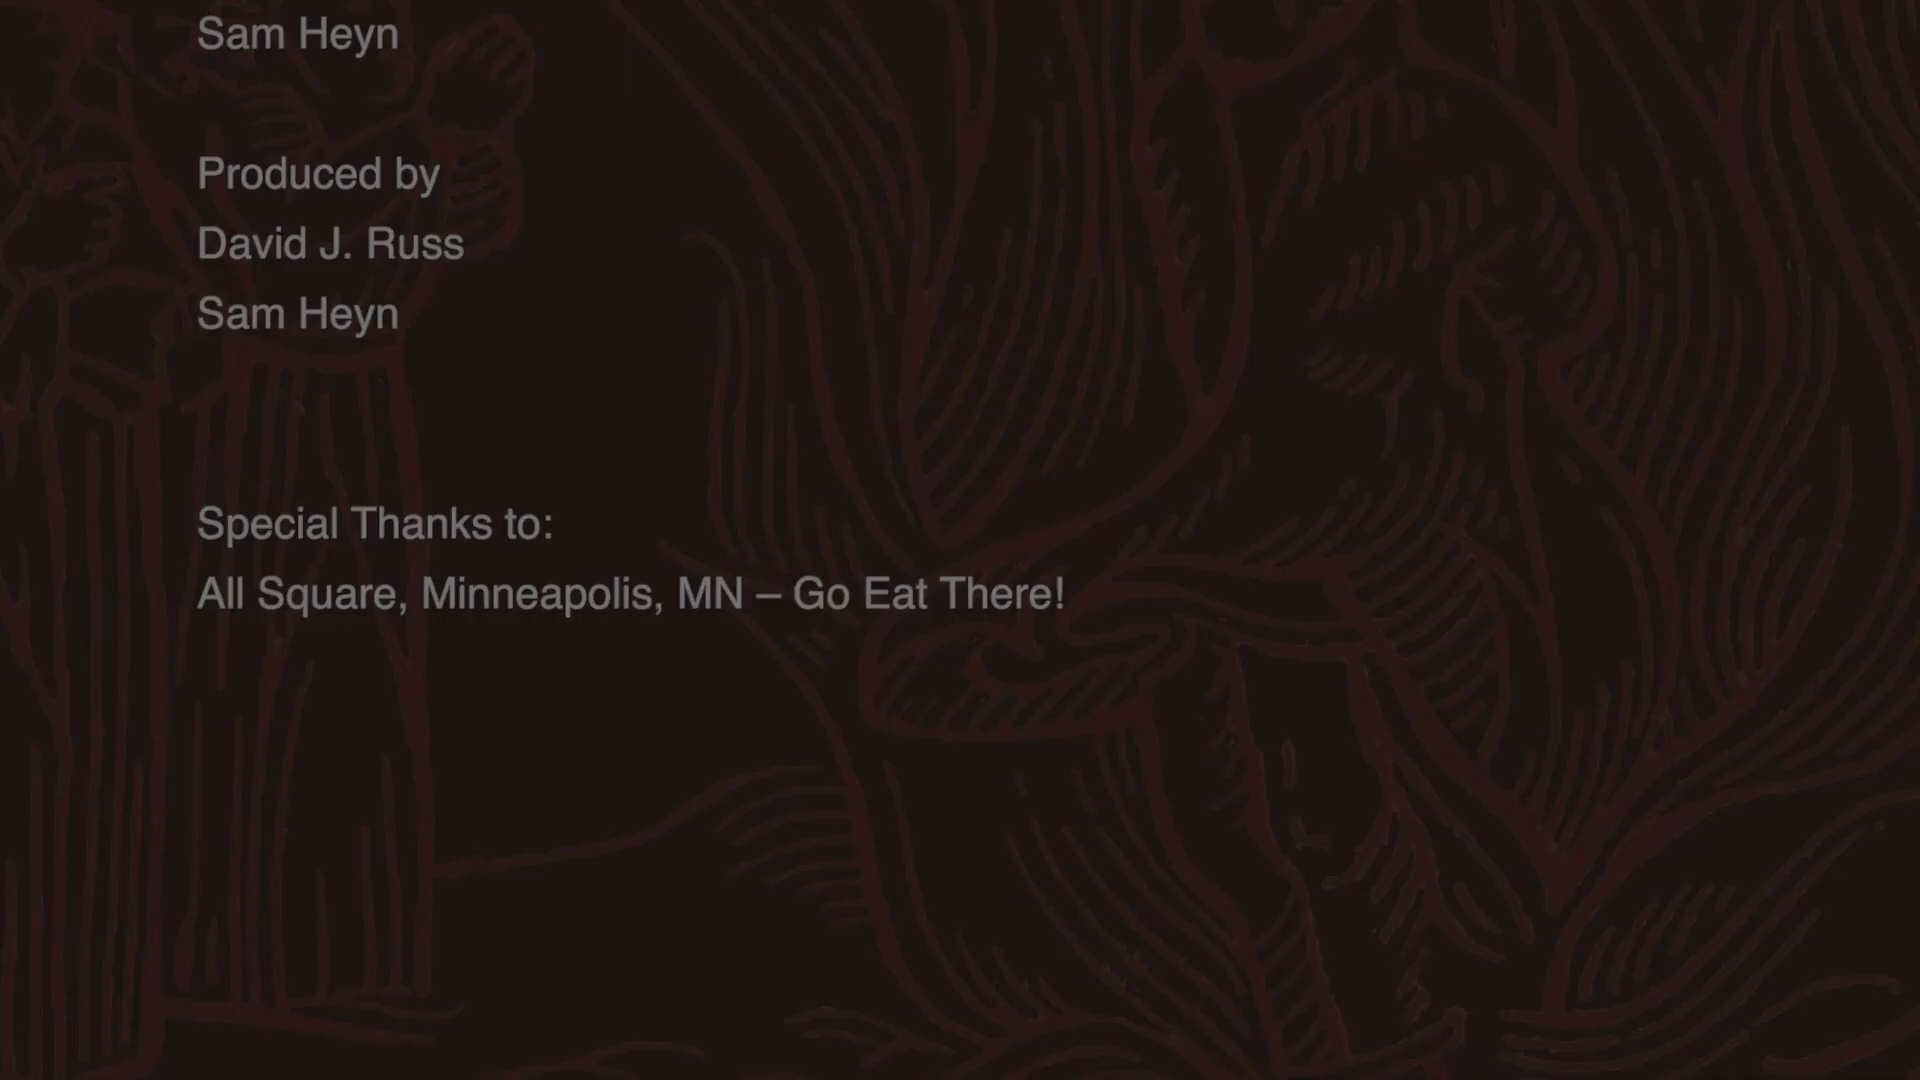 Sam Heyn
Produced by
David J. Russ
Sam Heyn
Special Thanks to:
All Square, Minneapolis, MN – Go Eat There!